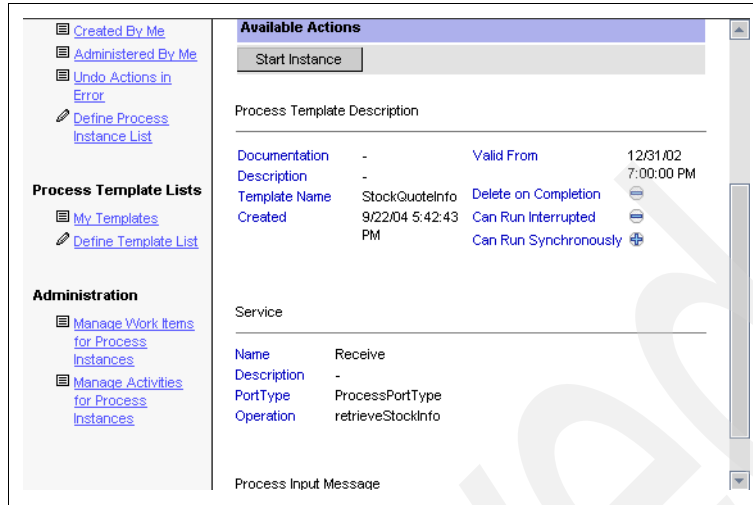 Created By Me
Administered By Me
Undo Actions in
Error
Define Process
Instance List
Process Template Lists
My Templates
Define Template List
Administration
Manage Work Items
for Process
Instances
Manage Activities
for Process
Instances
Available Actions
Start Instance
Process Template Description
Documentation -
Description -
Template Name StockQuoteInfo
Created 9/22/04 5:42:43
PM
Valid From 12/31/02
7:00:00 PM
Delete on Completion
Can Run Interrupted
Can Run Synchronously
Service
Name Receive
Description -
PortType ProcessPortType
Operation retrieveStockInfo
Process Input Message